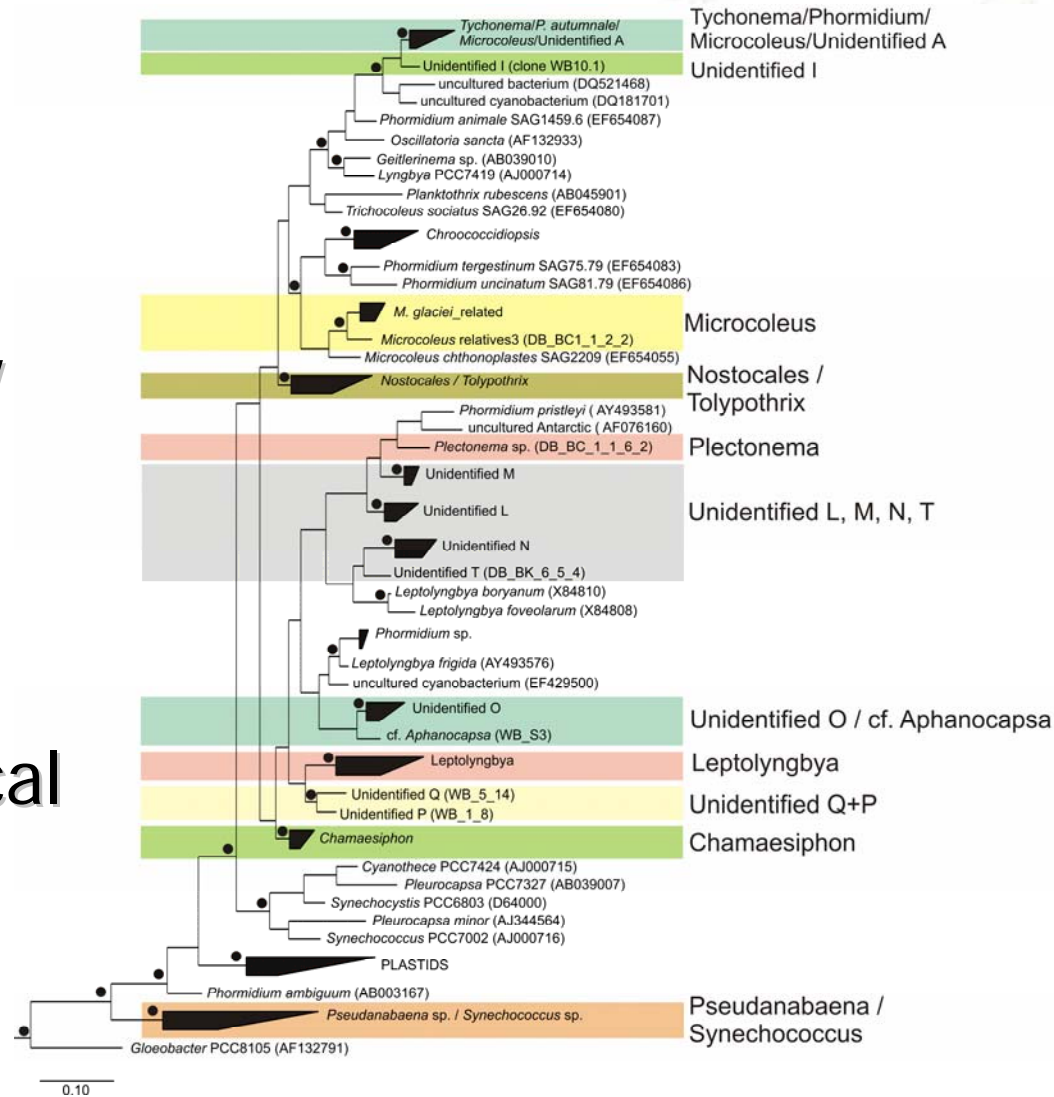 Tychonema/P. autumnale/
Microcoleus/Unidentified A
Tychonema/Phormidium/
Microcoleus/Unidentified A
Unidentified I (clone WB10.1)
Unidentified I
uncultured bacterium (DQ521468)
uncultured cyanobacterium (DQ181701)
Phormidium animale SAG1459.6 (EF654087)
Oscillatoria sancta (AF132933)
Geitlerinema sp. (AB039010)
Lyngbya PCC7419 (AJ000714)
Planktothrix rubescens (AB045901)
Trichocoleus sociatus SAG26.92 (EF654080)
Chroococcidiopsis
Phormidium tergestinum SAG75.79 (EF654083)
Phormidium uncinatum SAG81.79 (EF654086)
M. glaciei_related
Microcoleus
Microcoleus relatives3 (DB_BC1_1_2_2)
Microcoleus chthonoplastes SAG2209 (EF654055)
Nostocales / Tolypothrix
Nostocales /
Tolypothrix
Phormidium pristleyi ( AY493581)
uncultured Antarctic ( AF076160)
Plectonema sp. (DB_BC_1_1_6_2)
Plectonema
Unidentified M
Unidentified L
Unidentified L, M, N, T
Unidentified N
Unidentified T (DB_BK_6_5_4)
Leptolyngbya boryanum (X84810)
Leptolyngbya foveolarum (X84808)
Phormidium sp.
Leptolyngbya frigida (AY493576)
uncultured cyanobacterium (EF429500)
Unidentified O
Unidentified O / cf. Aphanocapsa
cf. Aphanocapsa (WB_S3)
Leptolyngbya
Leptolyngbya
cal
Unidentified Q (WB_5_14)
Unidentified Q+P
Unidentified P (WB_1_8)
Chamaesiphon
Chamaesiphon
Cyanothece PCC7424 (AJ000715)
Pleurocapsa PCC7327 (AB039007)
Synechocystis PCC6803 (D64000)
Pleurocapsa minor (AJ344564)
Synechococcus PCC7002 (AJ000716)
PLASTIDS
Phormidium ambiguum (AB003167)
Pseudanabaena sp. / Synechococcus sp.
Pseudanabaena /
Synechococcus
Gloeobacter PCC8105 (AF132791)
0.10